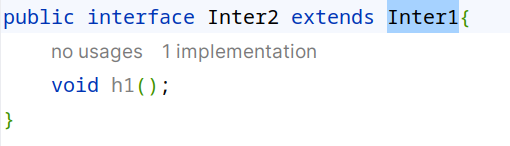 public interface Inter2 extends Inter1{
no usages   1 implementation
void h1();
}